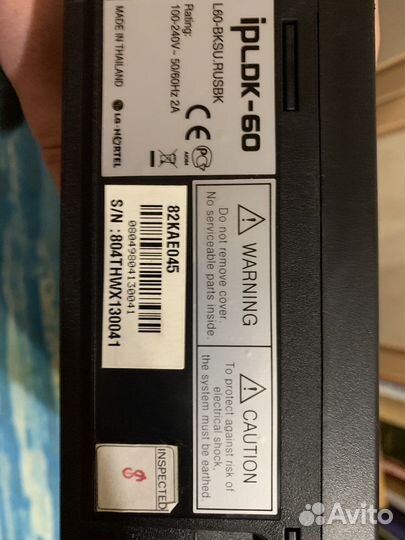 ipLDK-60
L60-BKSU.RUSBK
Rating:
100-240V~ 50/60Hz 2A
MADE IN THAILAND
LG-NORTEL
CE
82KAE045
08049804130041
S/N :804THWX130041
WARNING
Do not remove cover.
No serviceable parts inside.
CAUTION
To protect against risk of
electrical shock,
the system must be earthed.
INSPECTED
Avito